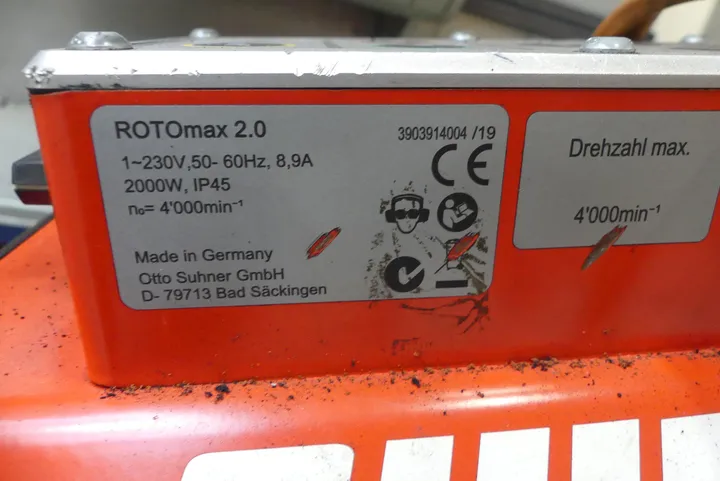 ROTOmax 2.0
3903914004 /19
1~230V,50- 60Hz, 8,9A
2000W, IP45
n₀= 4'000min⁻¹
CE
Made in Germany
Otto Suhner GmbH
D- 79713 Bad Säckingen
Drehzahl max.
4'000min⁻¹